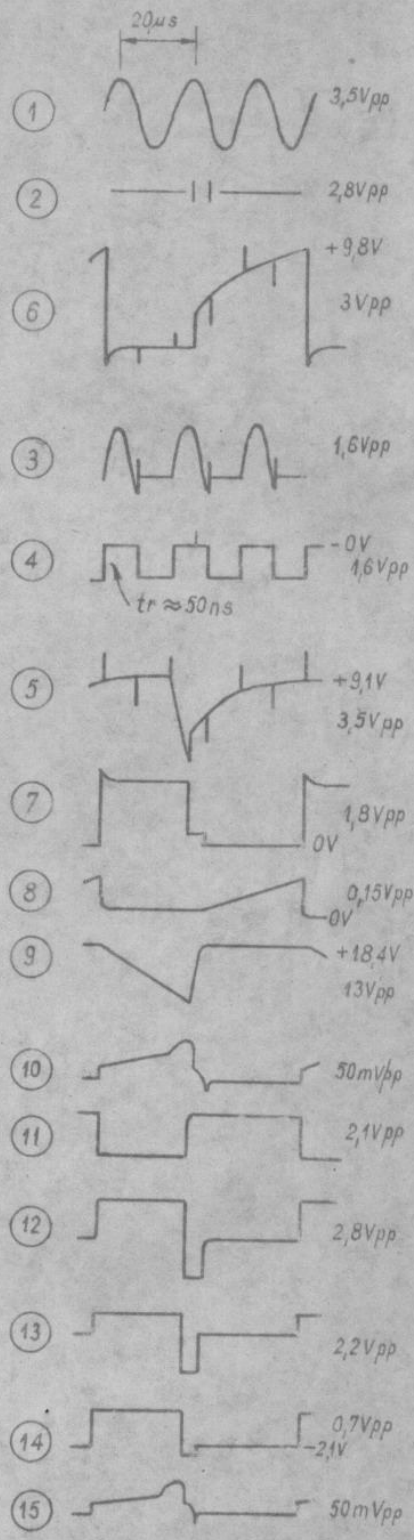 20µs
1 3,5Vpp
2 2,8Vpp
+9,8V
6 3Vpp
3 1,6Vpp
4 -0V
1,6Vpp
tr ≈ 50ns
5 +9,1V
3,5Vpp
7 1,8Vpp
0V
8 0,15Vpp
0V
9 +18,4V
13Vpp
10 50mVpp
11 2,1Vpp
12 2,8Vpp
13 2,2Vpp
14 0,7Vpp
-2,1V
15 50mVpp